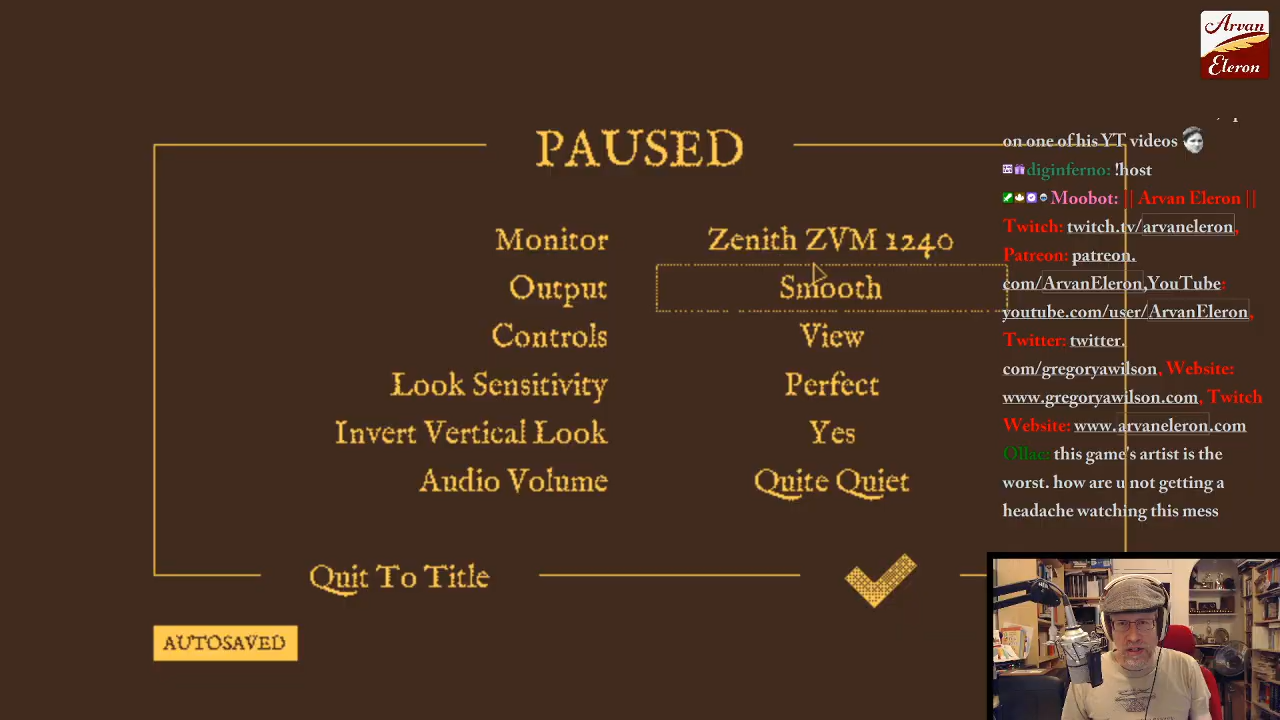 Arvan
Eleron
PAUSED
Monitor Zenith ZVM 1240
Output Smooth
Controls View
Look Sensitivity Perfect
Invert Vertical Look Yes
Audio Volume Quite Quiet
Quit To Title
AUTOSAVED
on one of his YT videos
diginferno: !host
Moobot: || Arvan Eleron ||
Twitch: twitch.tv/arvaneleron,
Patreon: patreon.
com/ArvanEleron,YouTube:
youtube.com/user/ArvanEleron,
Twitter: twitter.
com/gregoryawilson, Website:
www.gregoryawilson.com, Twitch
Website: www.arvaneleron.com
Ollac: this game's artist is the
worst. how are u not getting a
headache watching this mess